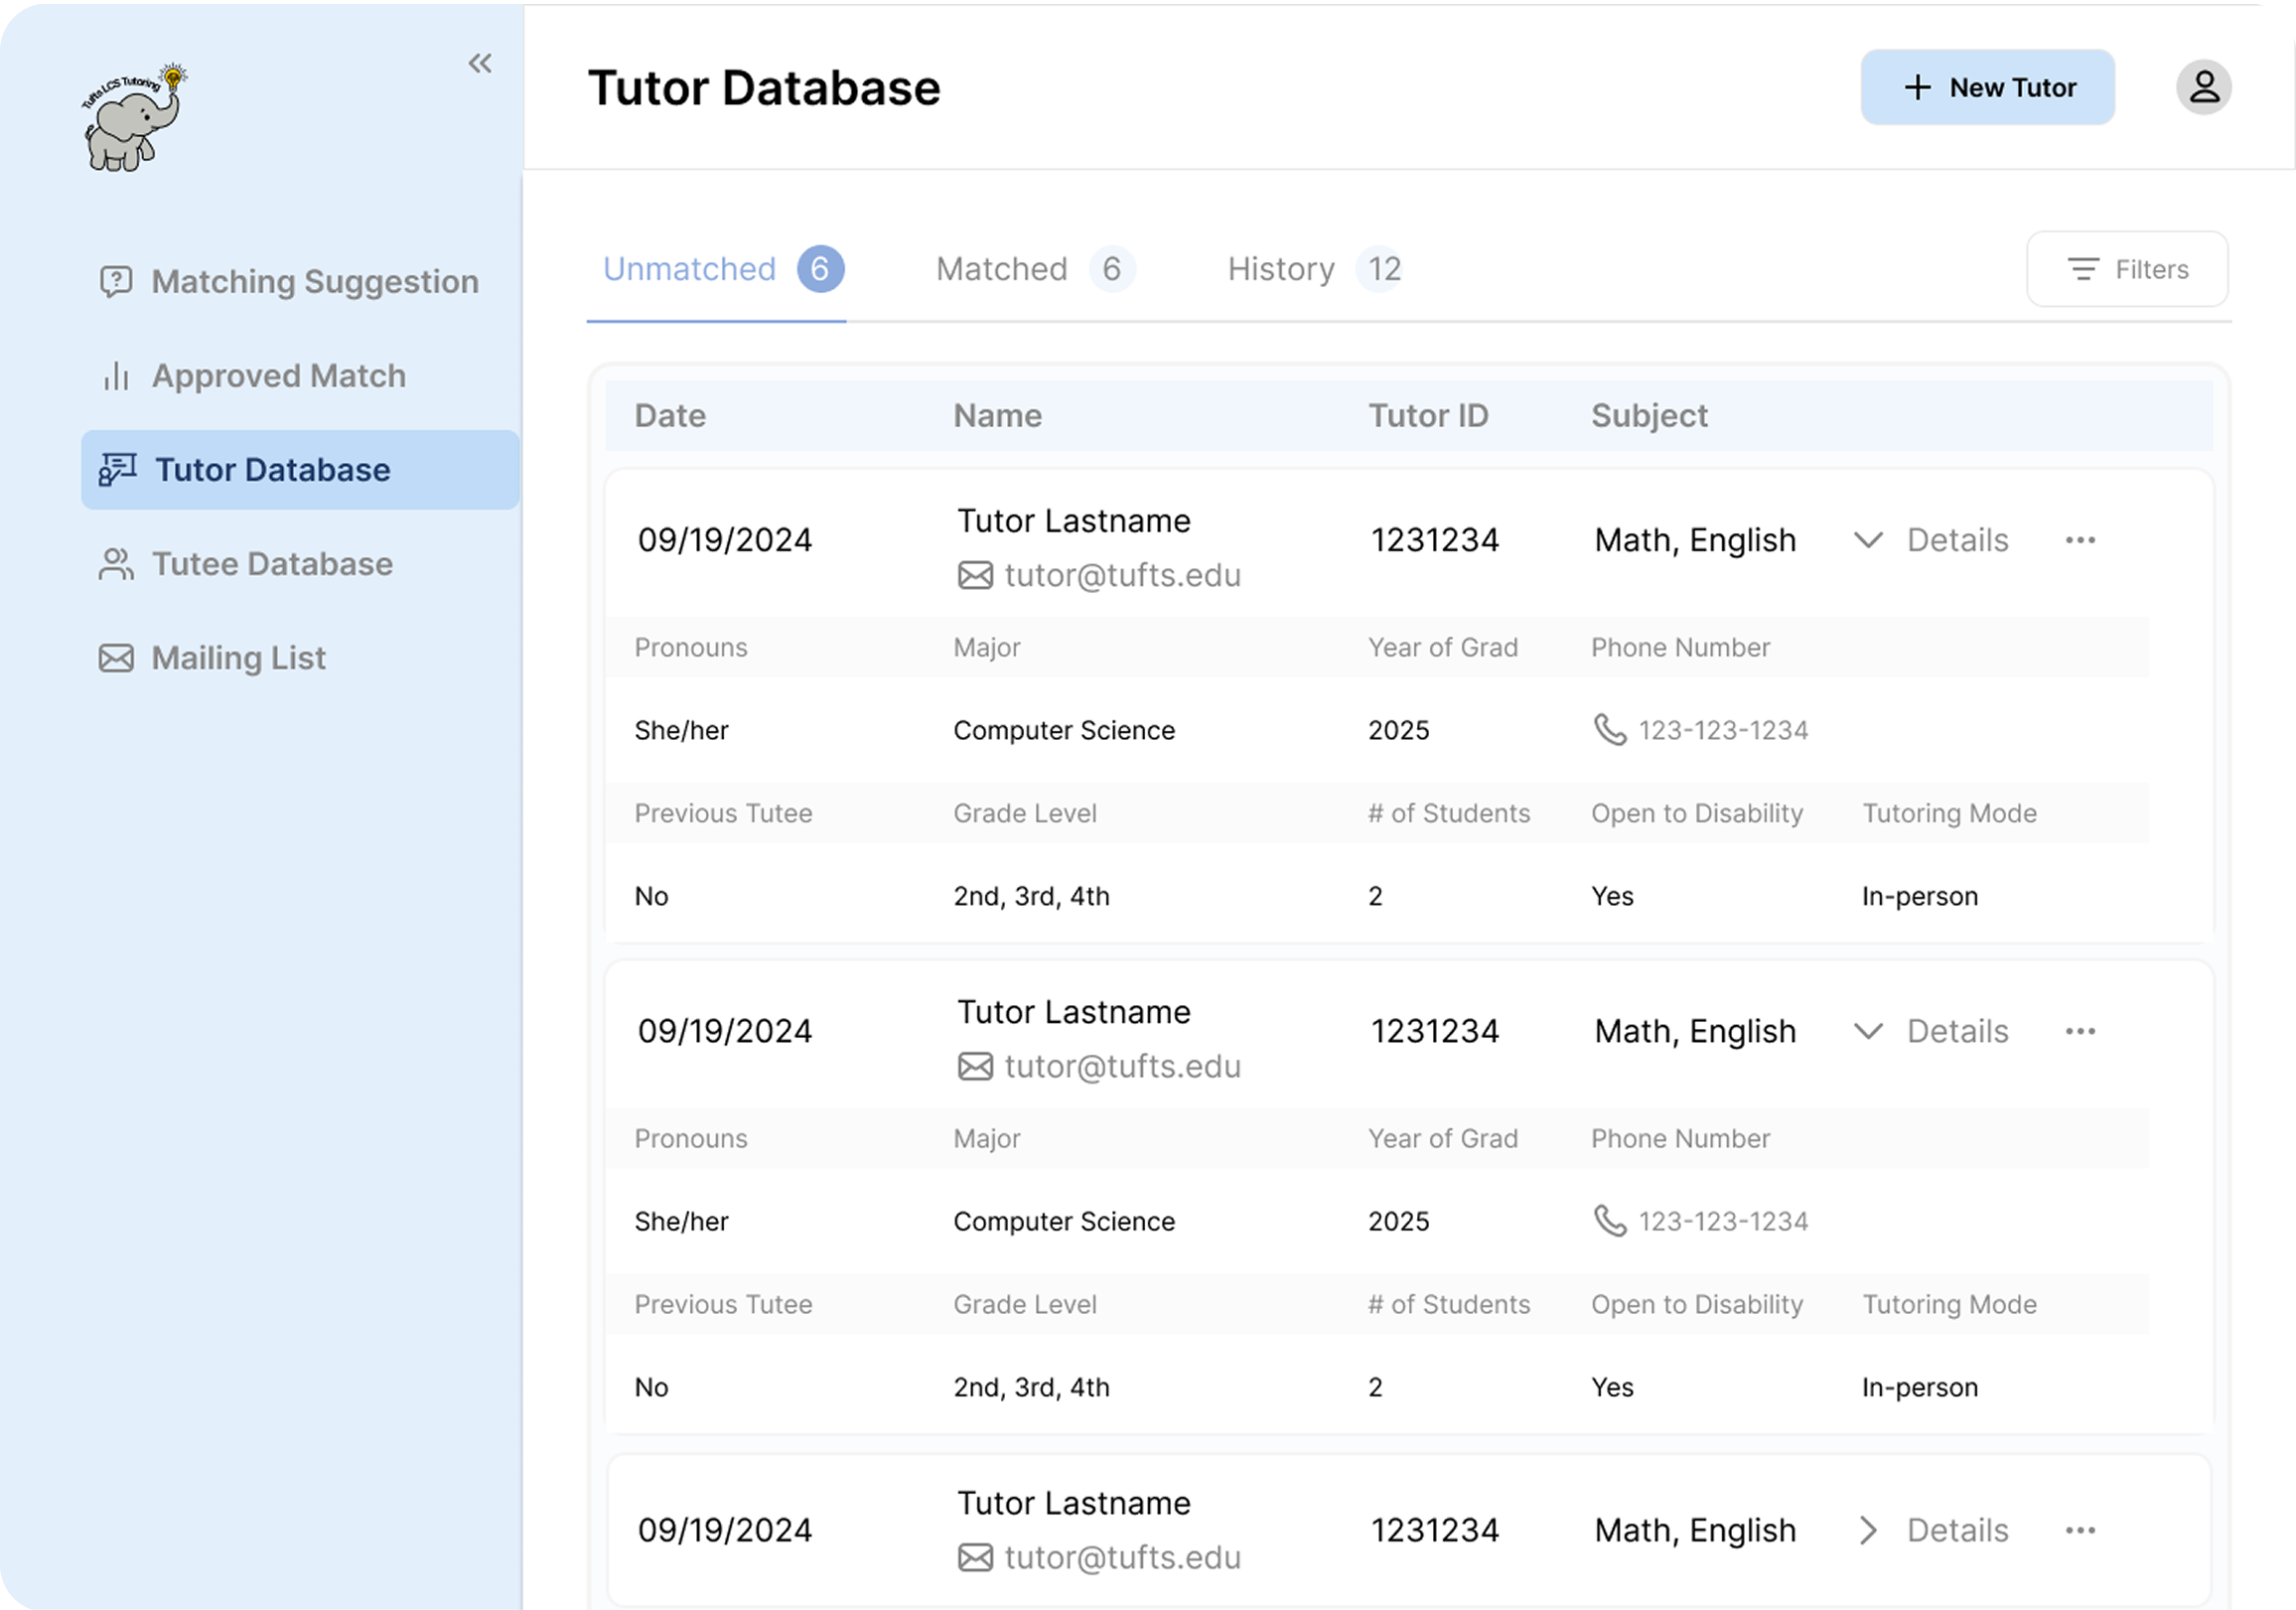 Tufts LCS Tutoring
Matching Suggestion
Approved Match
Tutor Database
Tutee Database
Mailing List
Tutor Database
+ New Tutor
Unmatched 6 Matched 6 History 12 Filters
Date Name Tutor ID Subject
09/19/2024 Tutor Lastname 1231234 Math, English Details ...
tutor@tufts.edu
Pronouns Major Year of Grad Phone Number
She/her Computer Science 2025 123-123-1234
Previous Tutee Grade Level # of Students Open to Disability Tutoring Mode
No 2nd, 3rd, 4th 2 Yes In-person
09/19/2024 Tutor Lastname 1231234 Math, English Details ...
tutor@tufts.edu
Pronouns Major Year of Grad Phone Number
She/her Computer Science 2025 123-123-1234
Previous Tutee Grade Level # of Students Open to Disability Tutoring Mode
No 2nd, 3rd, 4th 2 Yes In-person
09/19/2024 Tutor Lastname 1231234 Math, English Details ...
tutor@tufts.edu